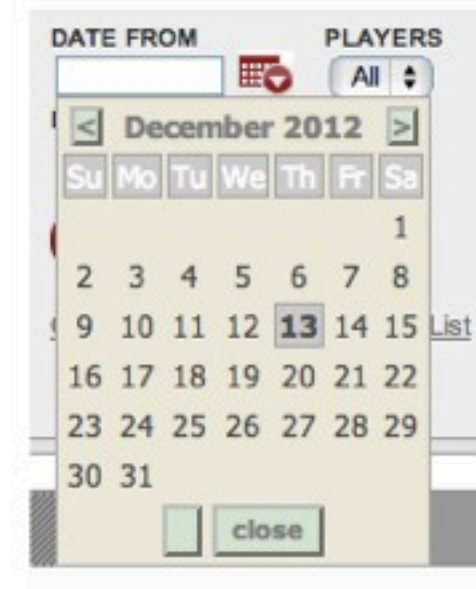 DATE FROM PLAYERS
All
< December 2012 >
Su Mo Tu We Th Fr Sa
1
2 3 4 5 6 7 8
9 10 11 12 13 14 15 List
16 17 18 19 20 21 22
23 24 25 26 27 28 29
30 31
close